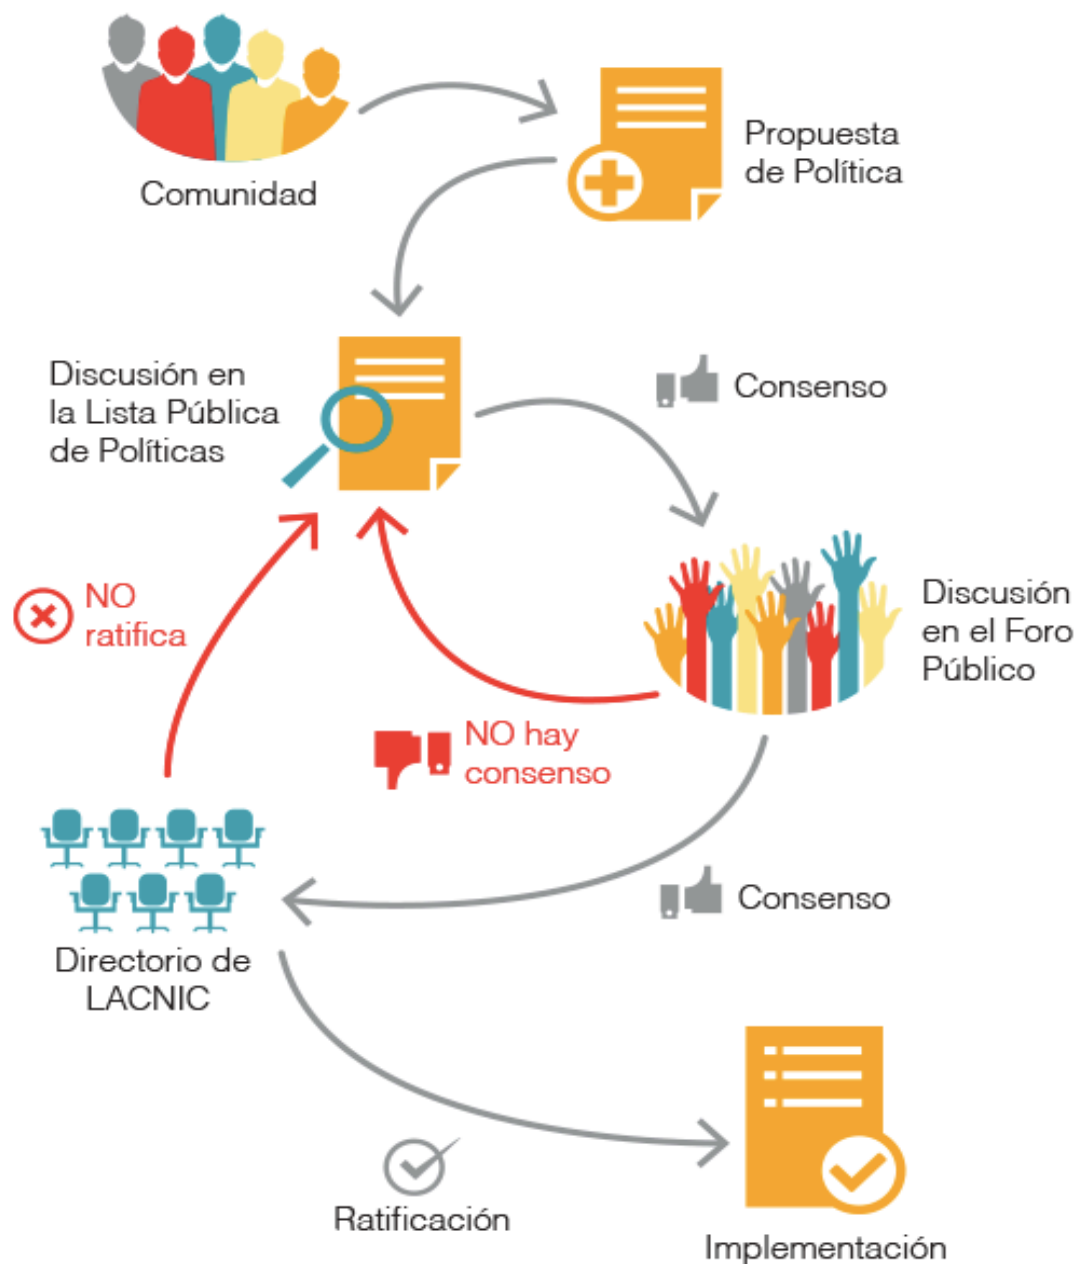 Comunidad
Propuesta
de Política
Discusión en
la Lista Pública
de Políticas
Consenso
Discusión
en el Foro
Público
NO
ratifica
NO hay
consenso
Consenso
Directorio de
LACNIC
Ratificación
Implementación